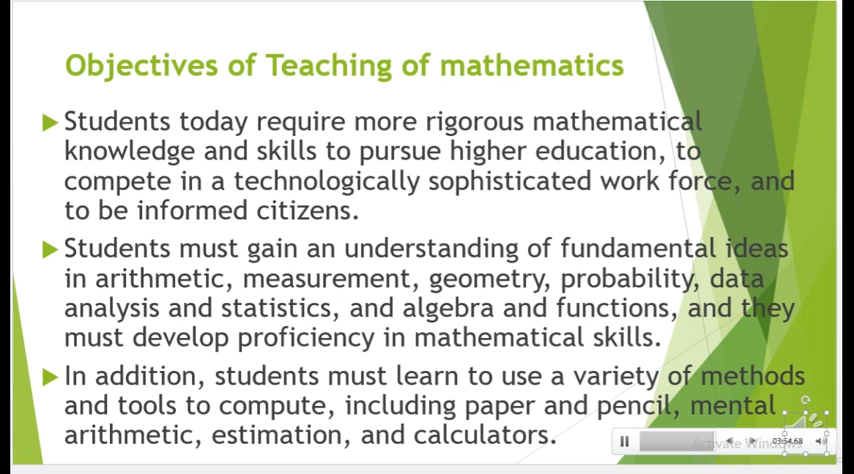 Objectives of Teaching of mathematics
Students today require more rigorous mathematical
knowledge and skills to pursue higher education, to
compete in a technologically sophisticated work force, and
to be informed citizens.
Students must gain an understanding of fundamental ideas
in arithmetic, measurement, geometry, probability, data
analysis and statistics, and algebra and functions, and they
must develop proficiency in mathematical skills.
In addition, students must learn to use a variety of methods
and tools to compute, including paper and pencil, mental
arithmetic, estimation, and calculators.
Activate Windows
03:54.68